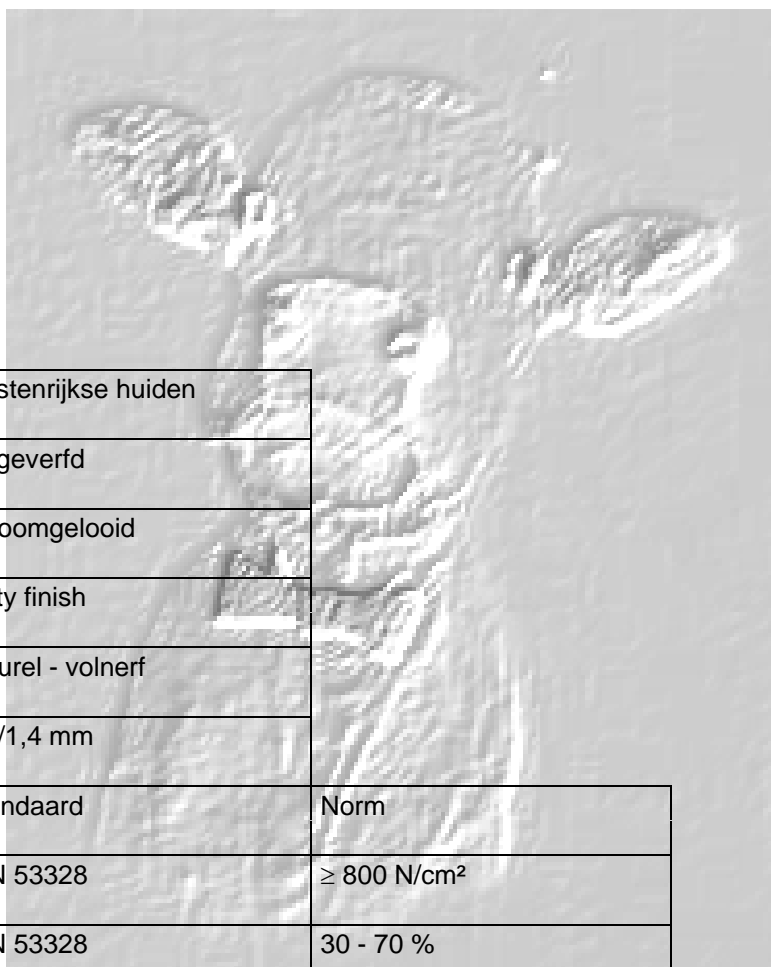 stenrijkse huiden
geverfd
oomgelooid
ty finish
urel - volnerf
/1,4 mm
ndaard Norm
N 53328 ≥ 800 N/cm²
N 53328 30 - 70 %